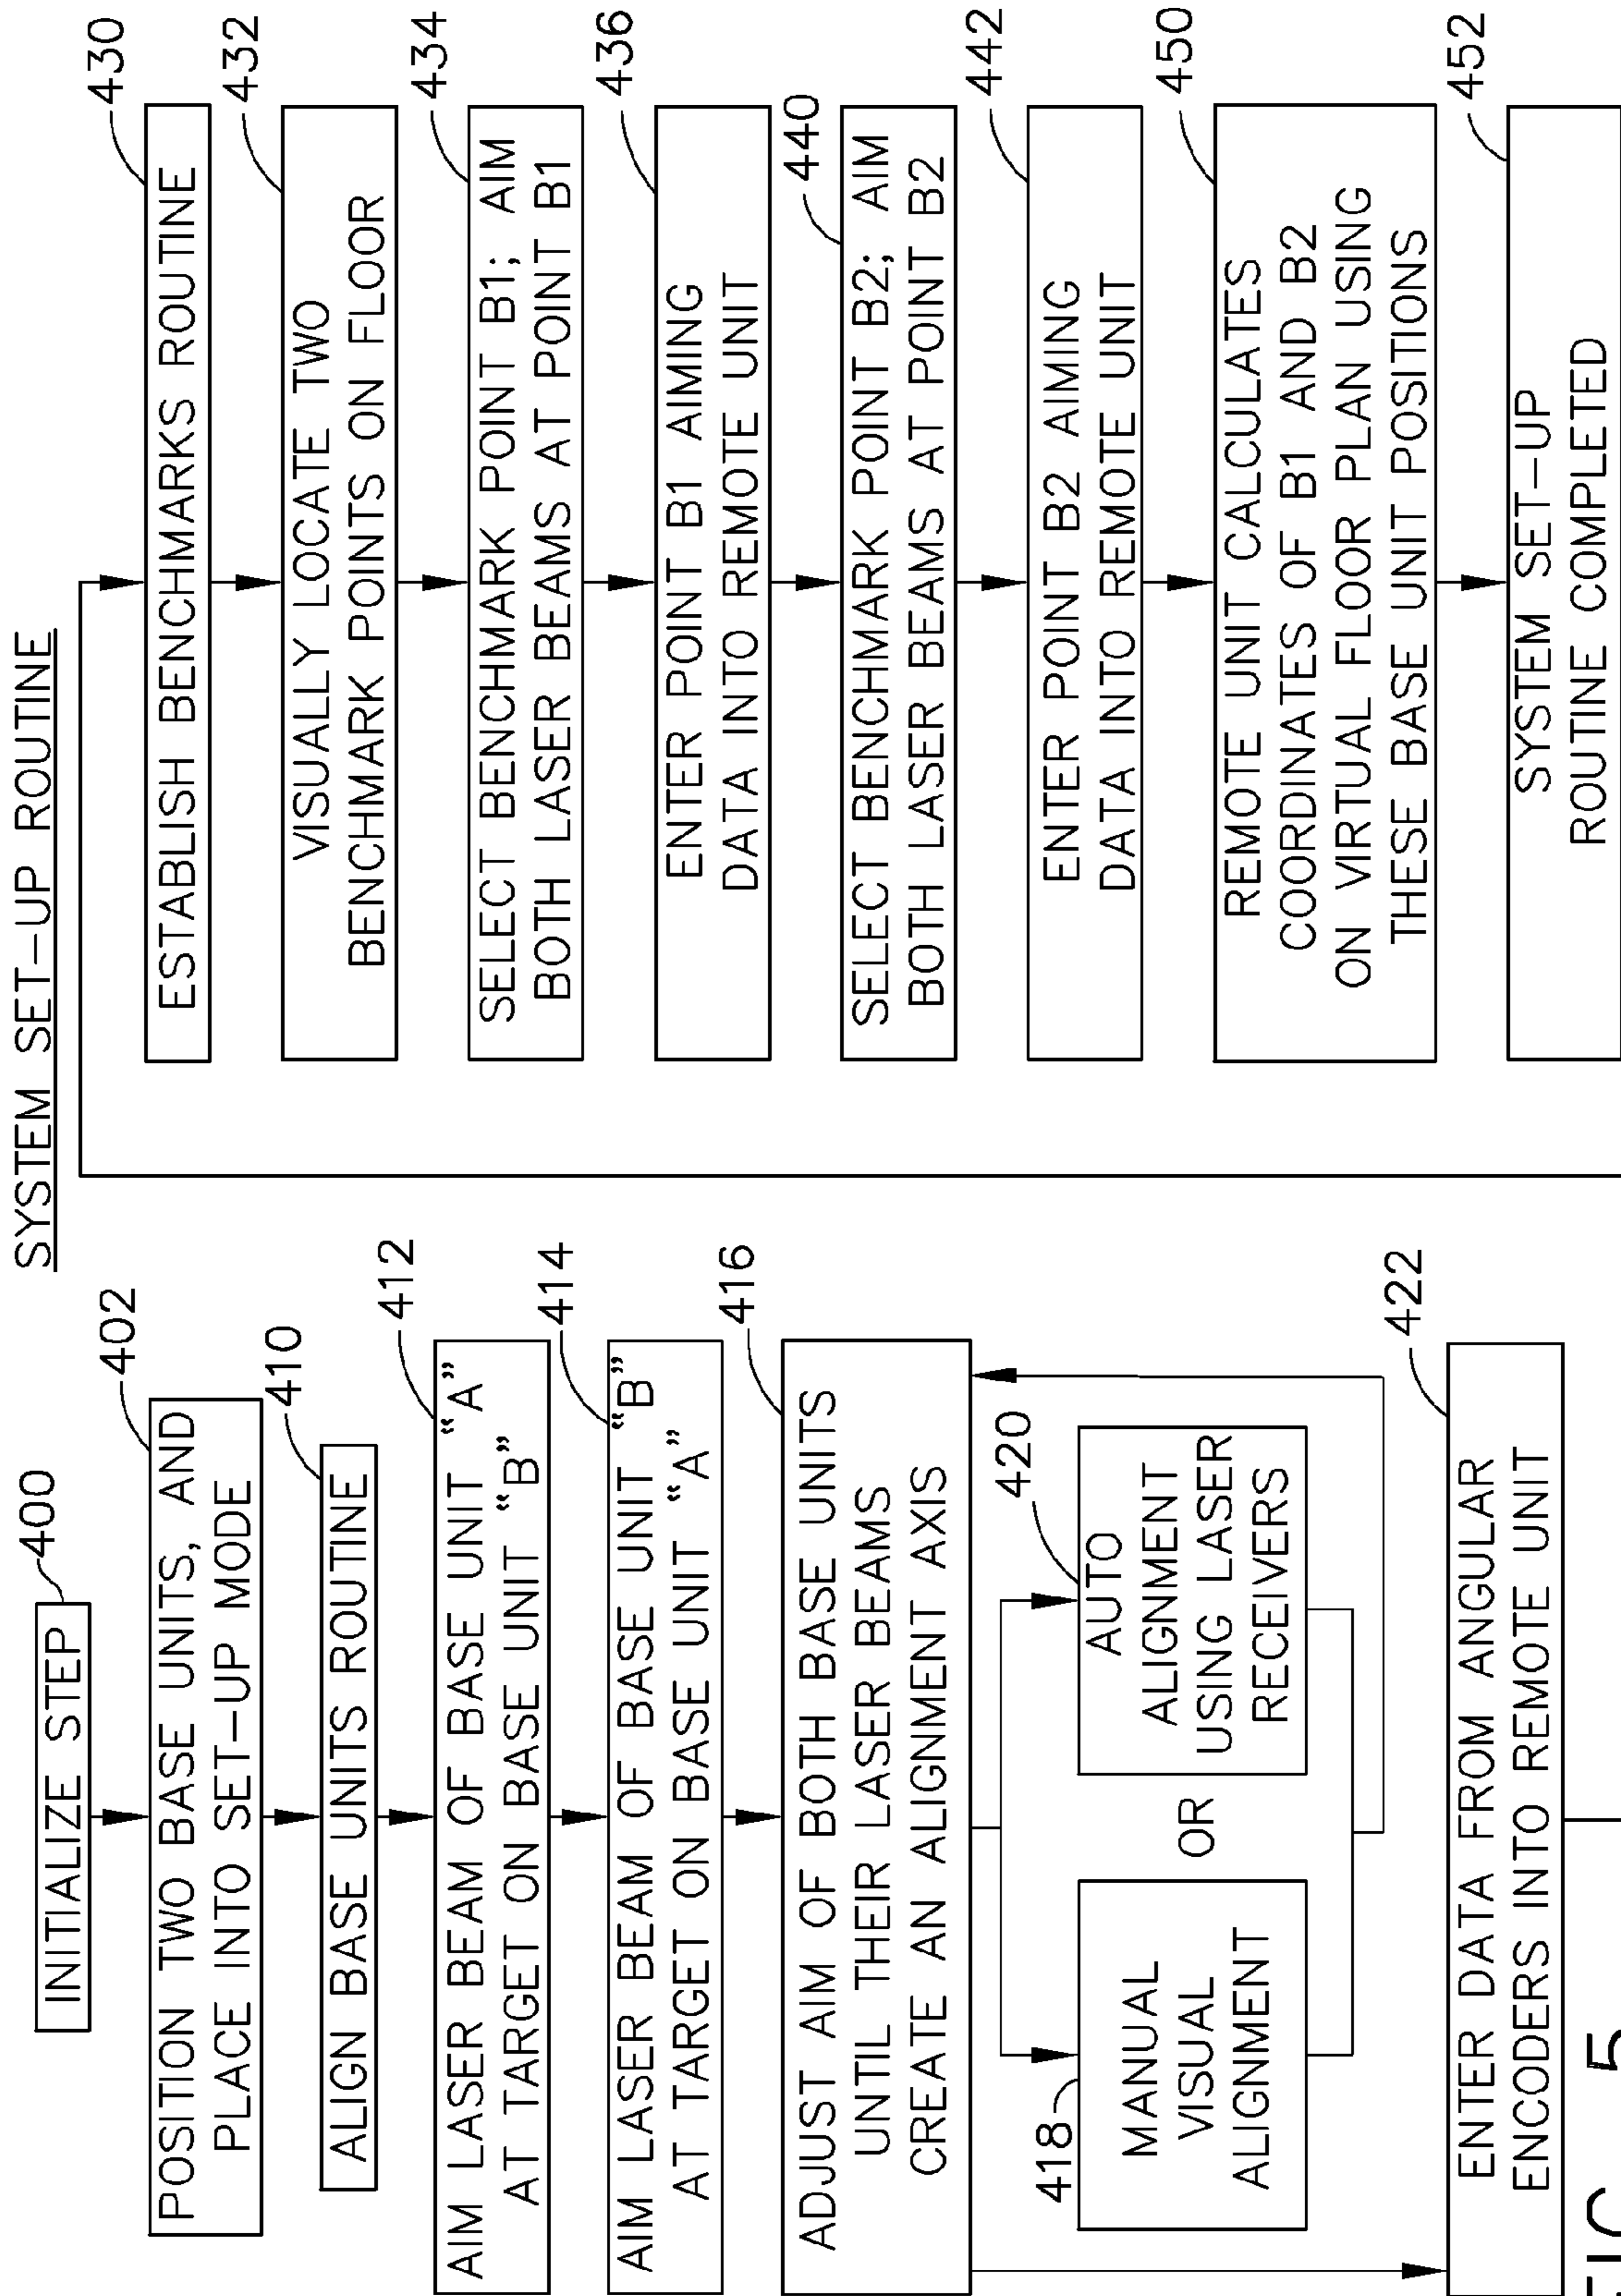 SYSTEM SET-UP ROUTINE
INITIALIZE STEP
400
POSITION TWO BASE UNITS, AND
PLACE INTO SET-UP MODE
402
ALIGN BASE UNITS ROUTINE
410
AIM LASER BEAM OF BASE UNIT "A"
AT TARGET ON BASE UNIT "B"
412
AIM LASER BEAM OF BASE UNIT "B"
AT TARGET ON BASE UNIT "A"
414
ADJUST AIM OF BOTH BASE UNITS
UNTIL THEIR LASER BEAMS
CREATE AN ALIGNMENT AXIS
416
418
MANUAL
VISUAL
ALIGNMENT
OR
AUTO
ALIGNMENT
USING LASER
RECEIVERS
420
ENTER DATA FROM ANGULAR
ENCODERS INTO REMOTE UNIT
422
ESTABLISH BENCHMARKS ROUTINE
430
VISUALLY LOCATE TWO
BENCHMARK POINTS ON FLOOR
432
SELECT BENCHMARK POINT B1; AIM
BOTH LASER BEAMS AT POINT B1
434
ENTER POINT B1 AIMING
DATA INTO REMOTE UNIT
436
SELECT BENCHMARK POINT B2; AIM
BOTH LASER BEAMS AT POINT B2
440
ENTER POINT B2 AIMING
DATA INTO REMOTE UNIT
442
REMOTE UNIT CALCULATES
COORDINATES OF B1 AND B2
ON VIRTUAL FLOOR PLAN USING
THESE BASE UNIT POSITIONS
450
SYSTEM SET-UP
ROUTINE COMPLETED
452